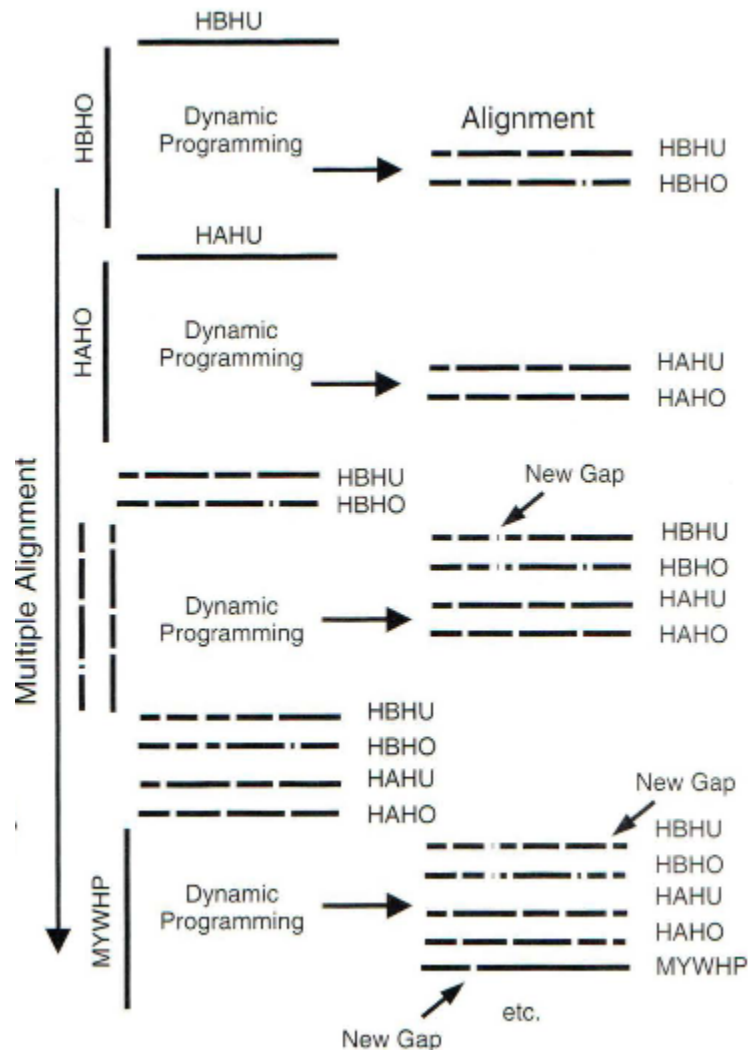 HBHU
HBHO
Dynamic
Programming
Alignment
HBHU
HBHO
HAHU
HAHO
Dynamic
Programming
HAHU
HAHO
Multiple Alignment
HBHU
HBHO
New Gap
Dynamic
Programming
HBHU
HBHO
HAHU
HAHO
HBHU
HBHO
HAHU
HAHO
New Gap
MYWHP
Dynamic
Programming
HBHU
HBHO
HAHU
HAHO
MYWHP
New Gap
etc.